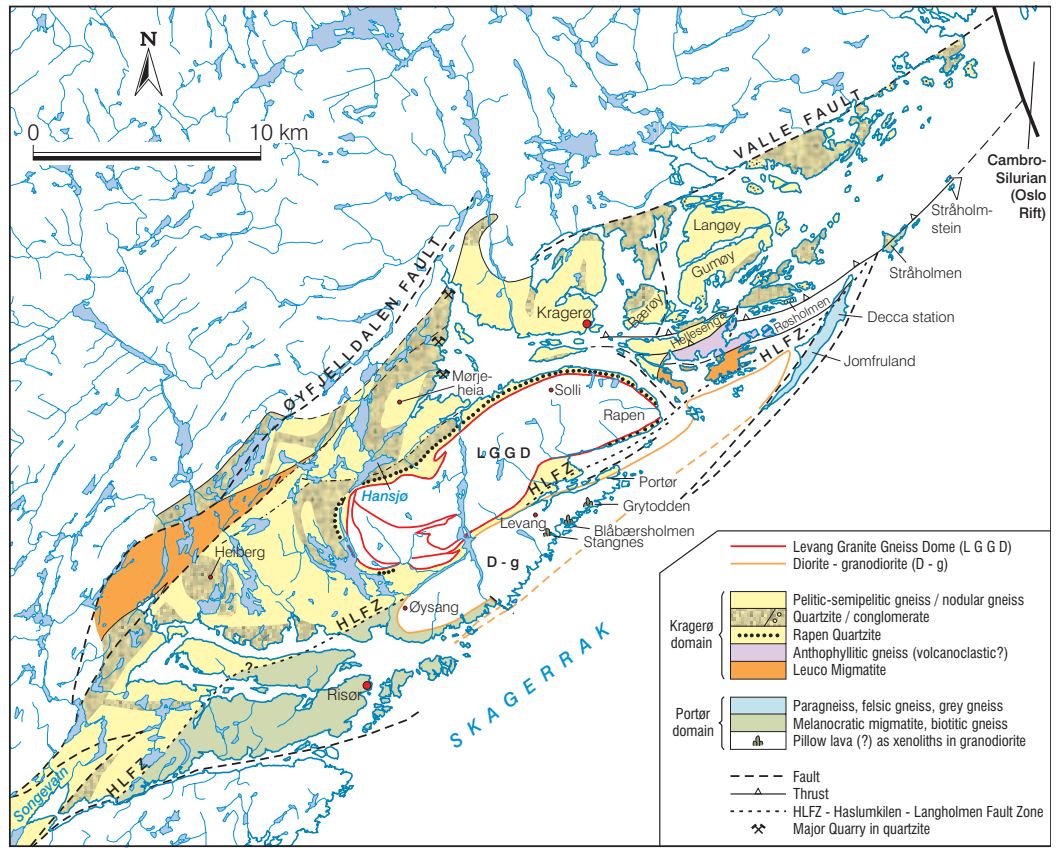 N
0
10 km
VALLE FAULT
Cambro-
Silurian
(Oslo
Rift)
Stråholm-
stein
Stråholmen
Langøy
Gumøy
Bærøy
Kragerø
Helleseng
Røsholmen
HLFZ
Decca station
Jomfruland
ØYFJELLDALEN FAULT
Mørje-
heia
Solli
Rapen
LGGD
Hansjø
HLFZ
Portør
Grytodden
Levang
Blåbærsholmen
Stangnes
D - g
Heiberg
HLFZ
Øysang
?
Risør
SKAGERRAK
HLFZ
Songevatn
Levang Granite Gneiss Dome (L G G D)
Diorite - granodiorite (D - g)
Kragerø
domain
Pelitic-semipelitic gneiss / nodular gneiss
Quartzite / conglomerate
Rapen Quartzite
Anthophyllitic gneiss (volcanoclastic?)
Leuco Migmatite
Portør
domain
Paragneiss, felsic gneiss, grey gneiss
Melanocratic migmatite, biotitic gneiss
Pillow lava (?) as xenoliths in granodiorite
Fault
Thrust
HLFZ - Haslumkilen - Langholmen Fault Zone
Major Quarry in quartzite